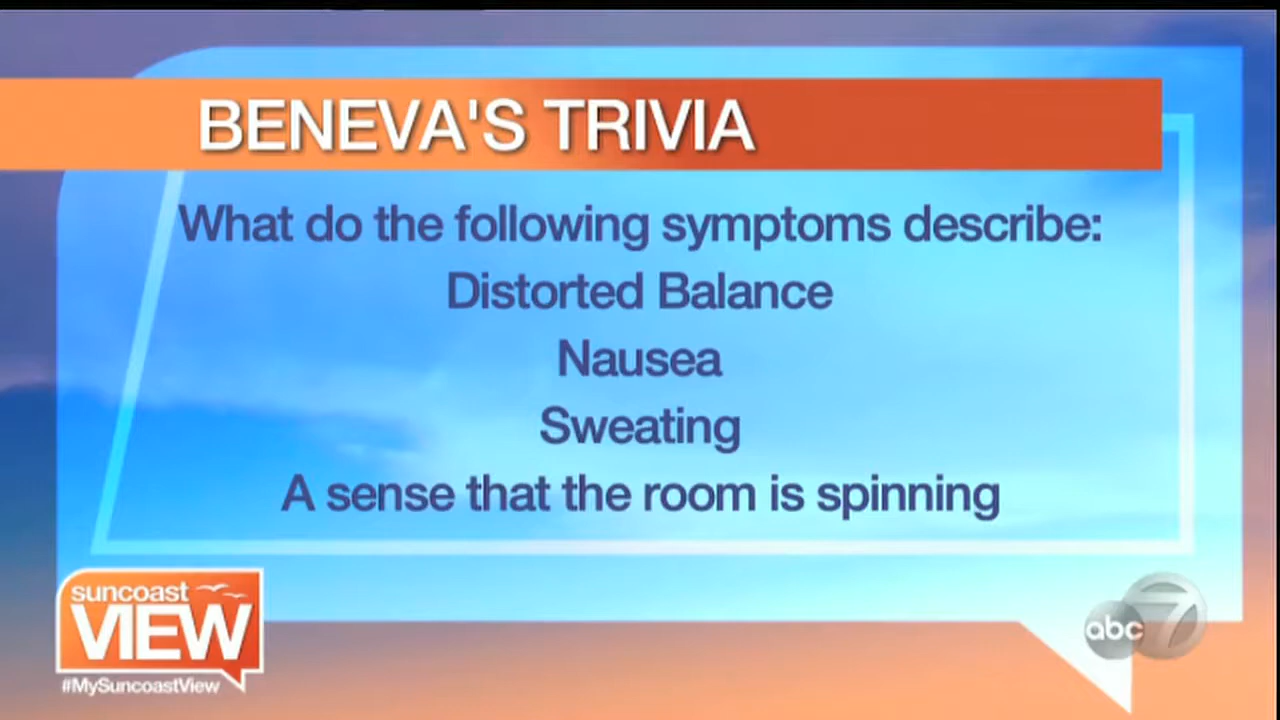 BENEVA'S TRIVIA
What do the following symptoms describe:
Distorted Balance
Nausea
Sweating
A sense that the room is spinning
suncoast
VIEW
#MySuncoastView
abc 7